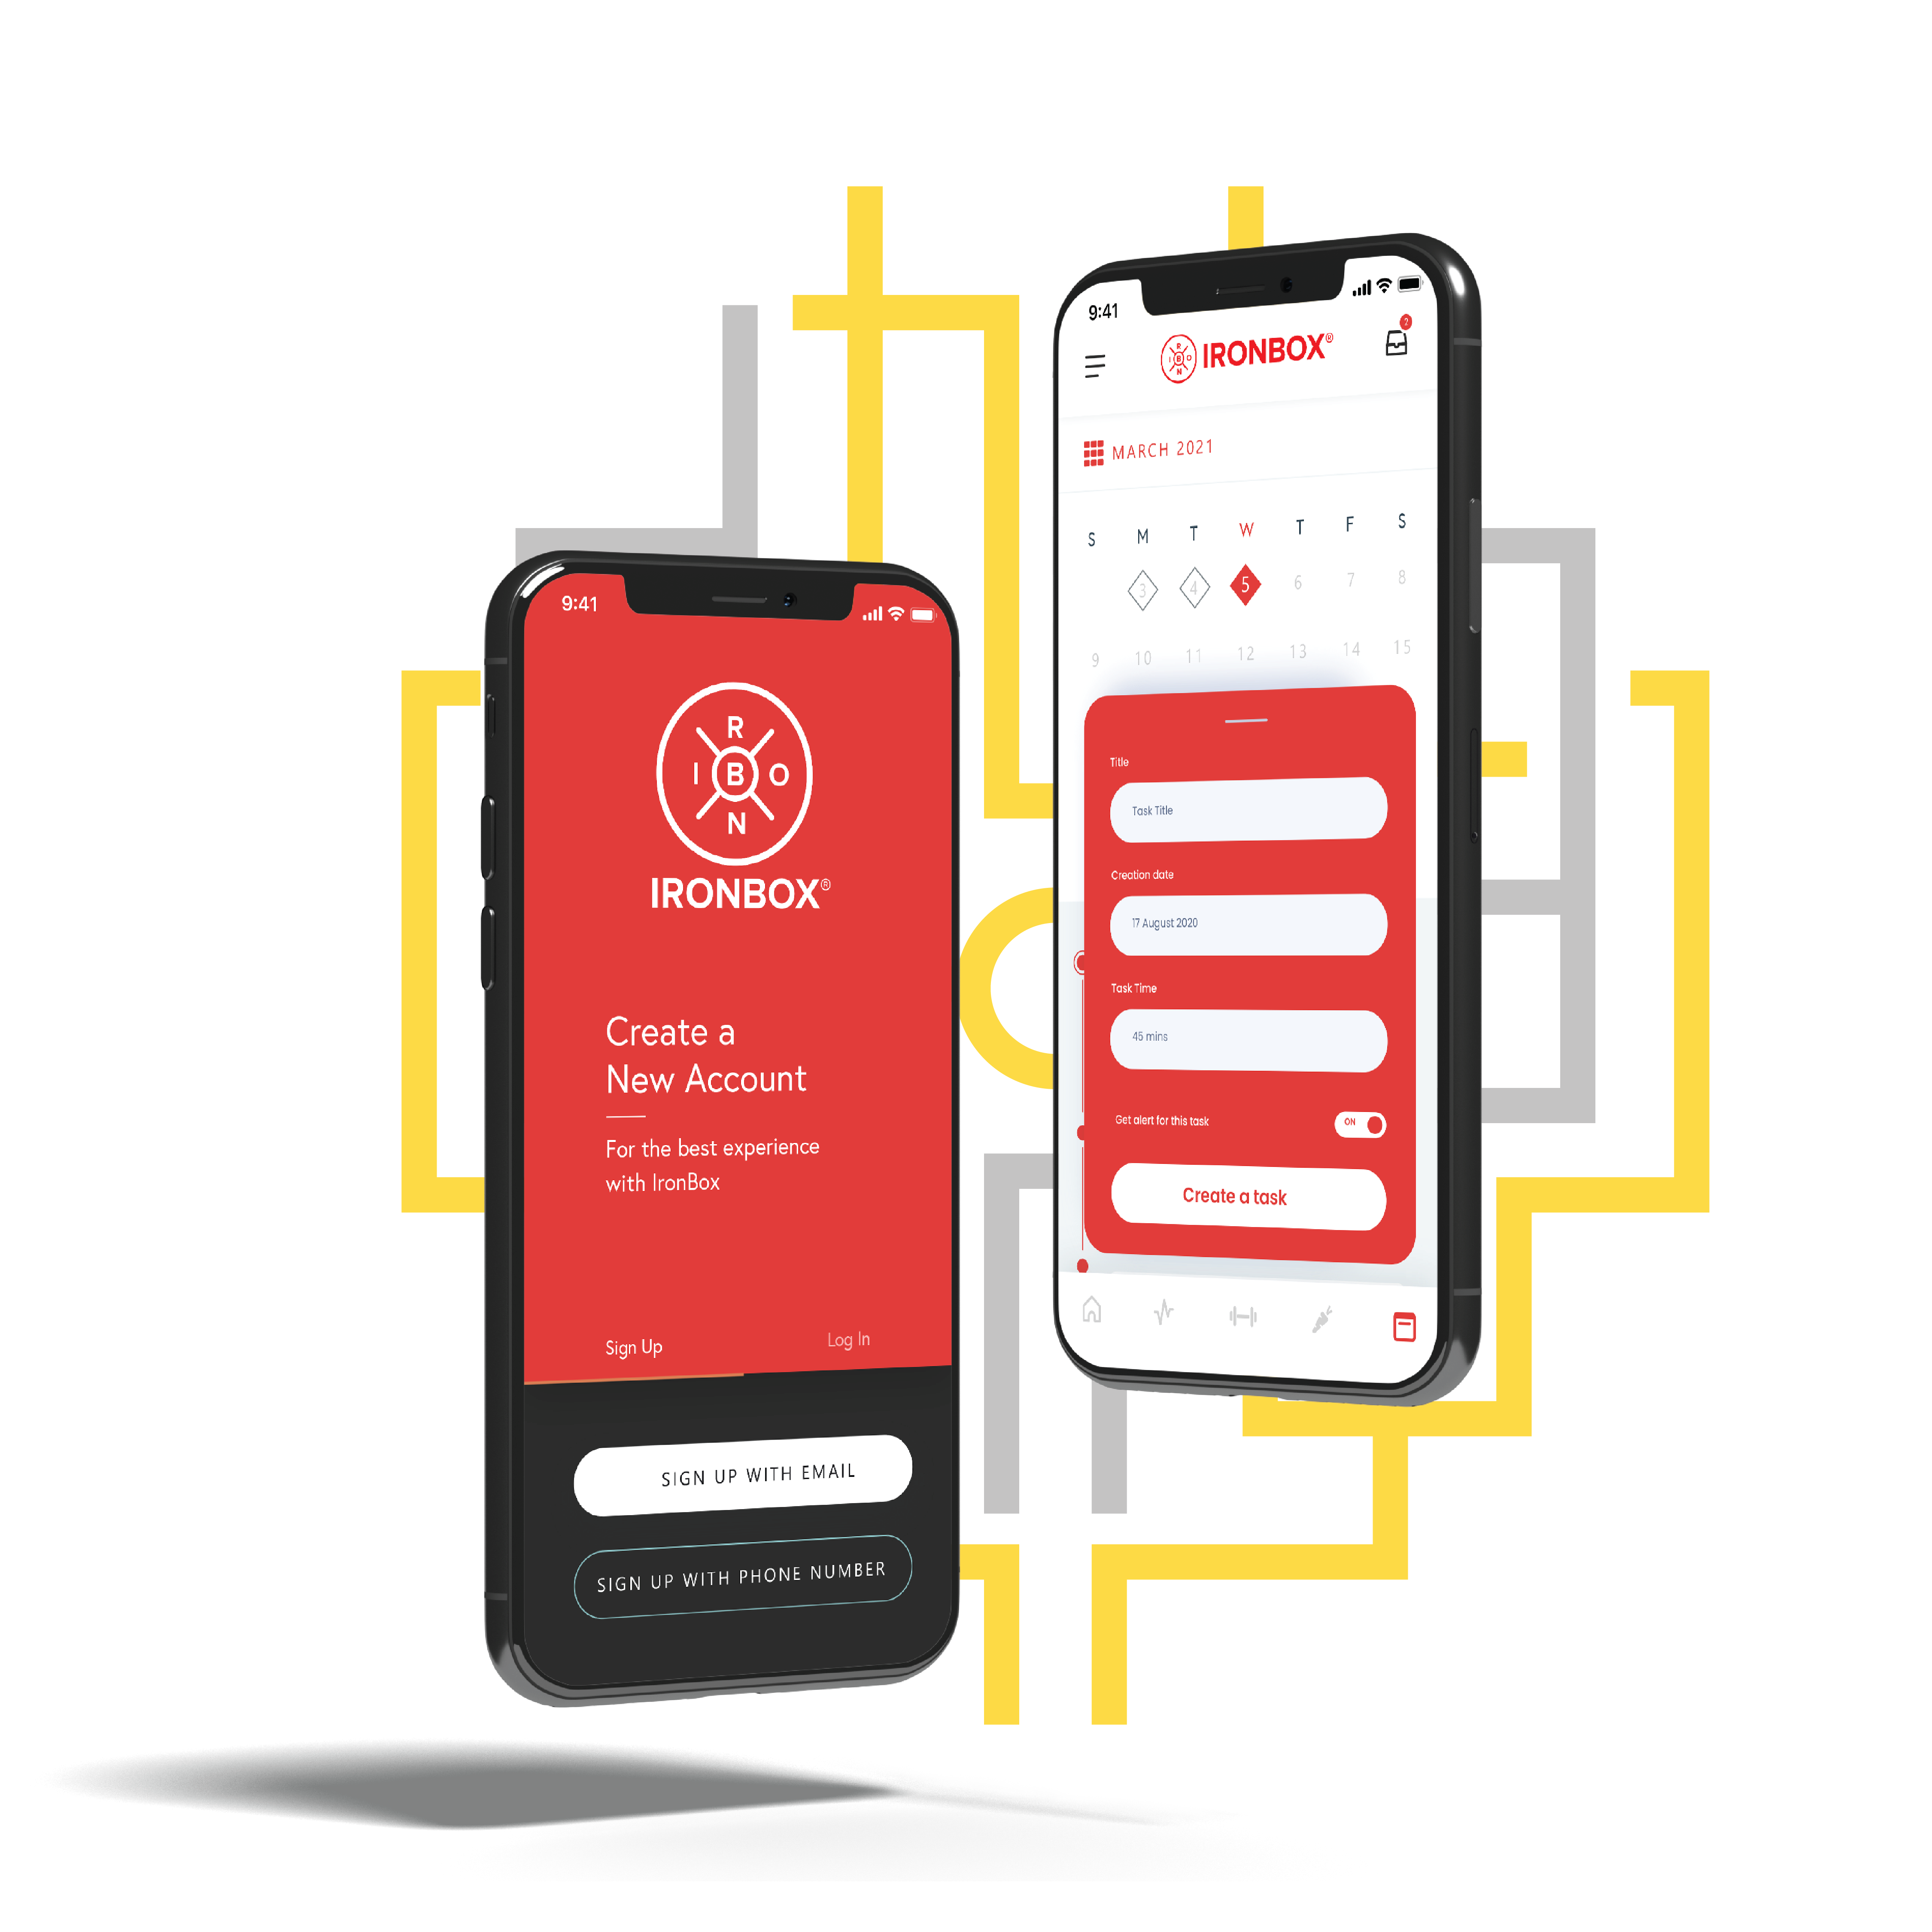 9:41
R
I B O
N
IRONBOX®
Create a
New Account
For the best experience
with IronBox
Sign Up
Log In
SIGN UP WITH EMAIL
SIGN UP WITH PHONE NUMBER
9:41
R
I B O
N
IRONBOX®
2
MARCH 2021
S M T W T F S
3 4 5 6 7 8
9 10 11 12 13 14 15
Title
Task Title
Creation date
17 August 2020
Task Time
45 mins
Get alert for this task
ON
Create a task